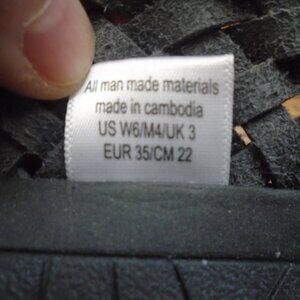 All man made materials
made in cambodia
US W6/M4/UK 3
EUR 35/CM 22